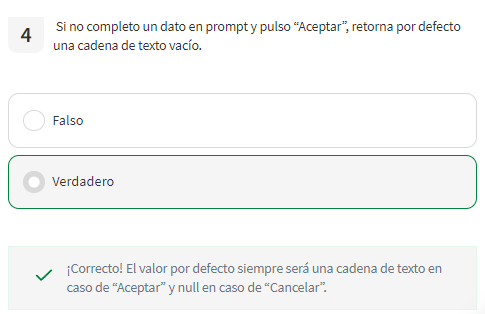 4
Si no completo un dato en prompt y pulso “Aceptar”, retorna por defecto
una cadena de texto vacío.
Falso
Verdadero
¡Correcto! El valor por defecto siempre será una cadena de texto en
caso de “Aceptar” y null en caso de “Cancelar”.